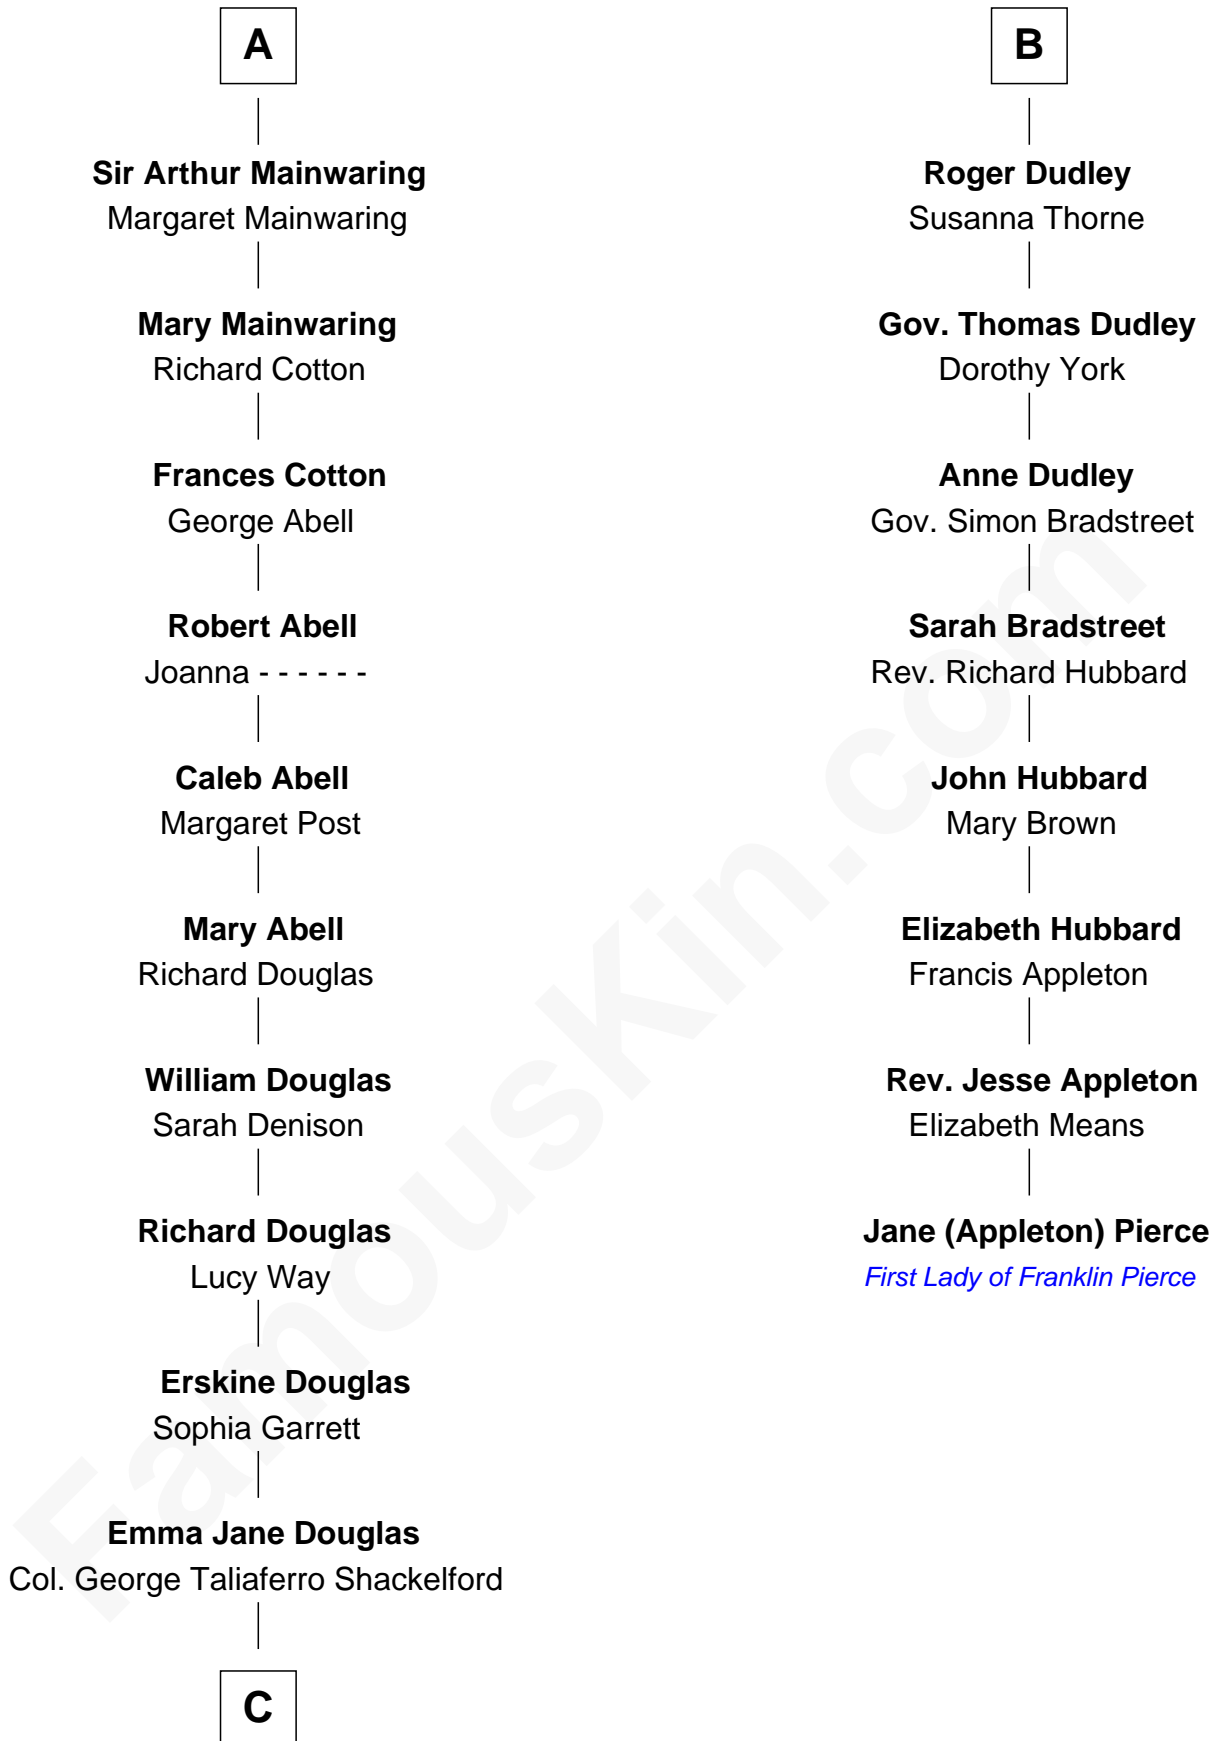 A
Sir Arthur Mainwaring
Margaret Mainwaring
Mary Mainwaring
Richard Cotton
Frances Cotton
George Abell
Robert Abell
Joanna - - - - - -
Caleb Abell
Margaret Post
Mary Abell
Richard Douglas
William Douglas
Sarah Denison
Richard Douglas
Lucy Way
Erskine Douglas
Sophia Garrett
Emma Jane Douglas
Col. George Taliaferro Shackelford
C
B
Roger Dudley
Susanna Thorne
Gov. Thomas Dudley
Dorothy York
Anne Dudley
Gov. Simon Bradstreet
Sarah Bradstreet
Rev. Richard Hubbard
John Hubbard
Mary Brown
Elizabeth Hubbard
Francis Appleton
Rev. Jesse Appleton
Elizabeth Means
Jane (Appleton) Pierce
First Lady of Franklin Pierce
FamousKin.com